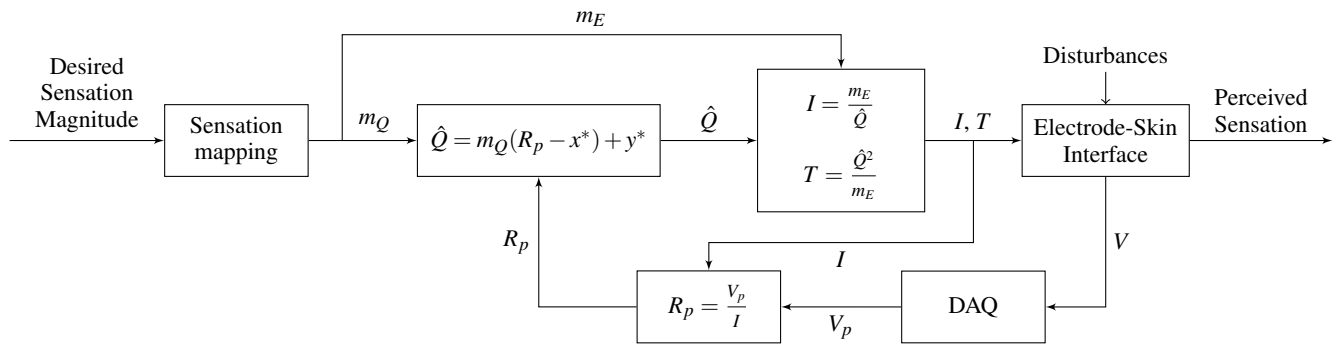 m_E
Desired
Sensation
Magnitude
Sensation
mapping
m_Q
Q̂ = m_Q(R_p − x*) + y*
Q̂
I = m_E / Q̂
T = Q̂² / m_E
I, T
Disturbances
Electrode-Skin
Interface
Perceived
Sensation
R_p
I
V
R_p = V_p / I
V_p
DAQ